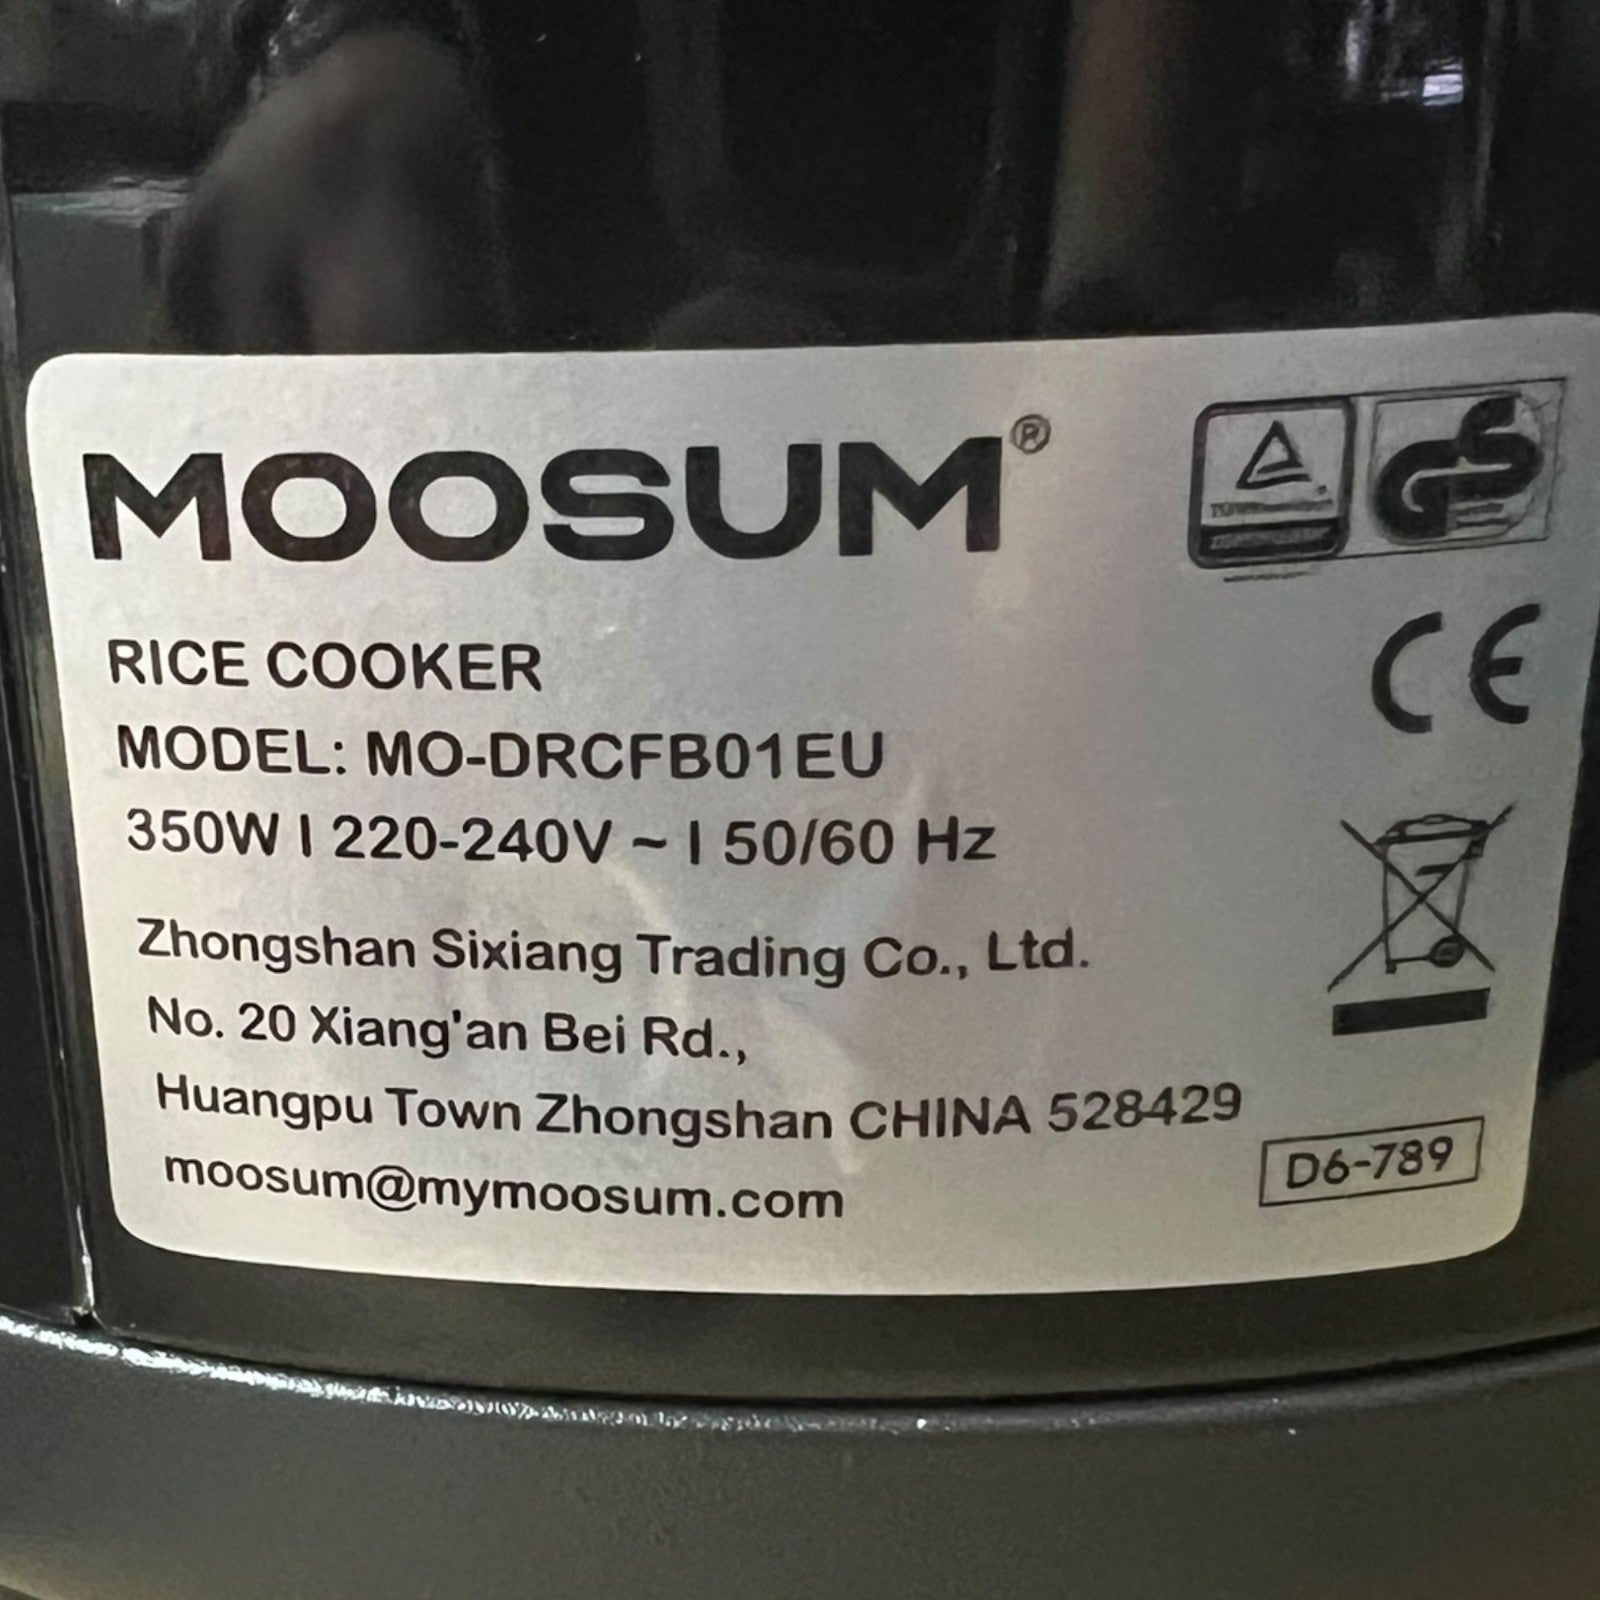 MOOSUM®
GS
CE
RICE COOKER
MODEL: MO-DRCFB01EU
350W I 220-240V ~ I 50/60 Hz
Zhongshan Sixiang Trading Co., Ltd.
No. 20 Xiang'an Bei Rd.,
Huangpu Town Zhongshan CHINA 528429
moosum@mymoosum.com
D6-789